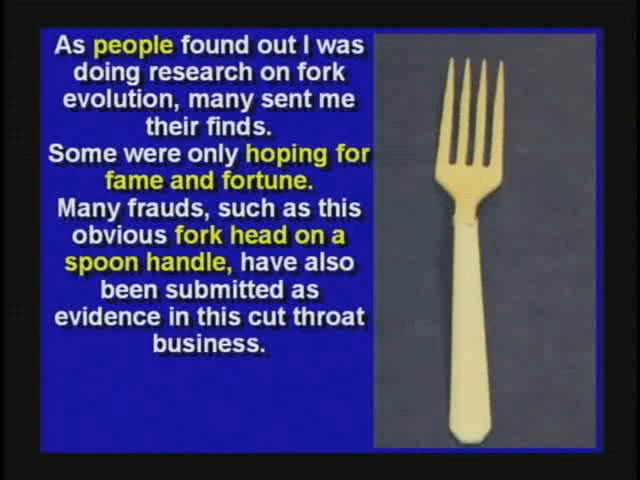 As people found out I was
doing research on fork
evolution, many sent me
their finds.
Some were only hoping for
fame and fortune.
Many frauds, such as this
obvious fork head on a
spoon handle, have also
been submitted as
evidence in this cut throat
business.